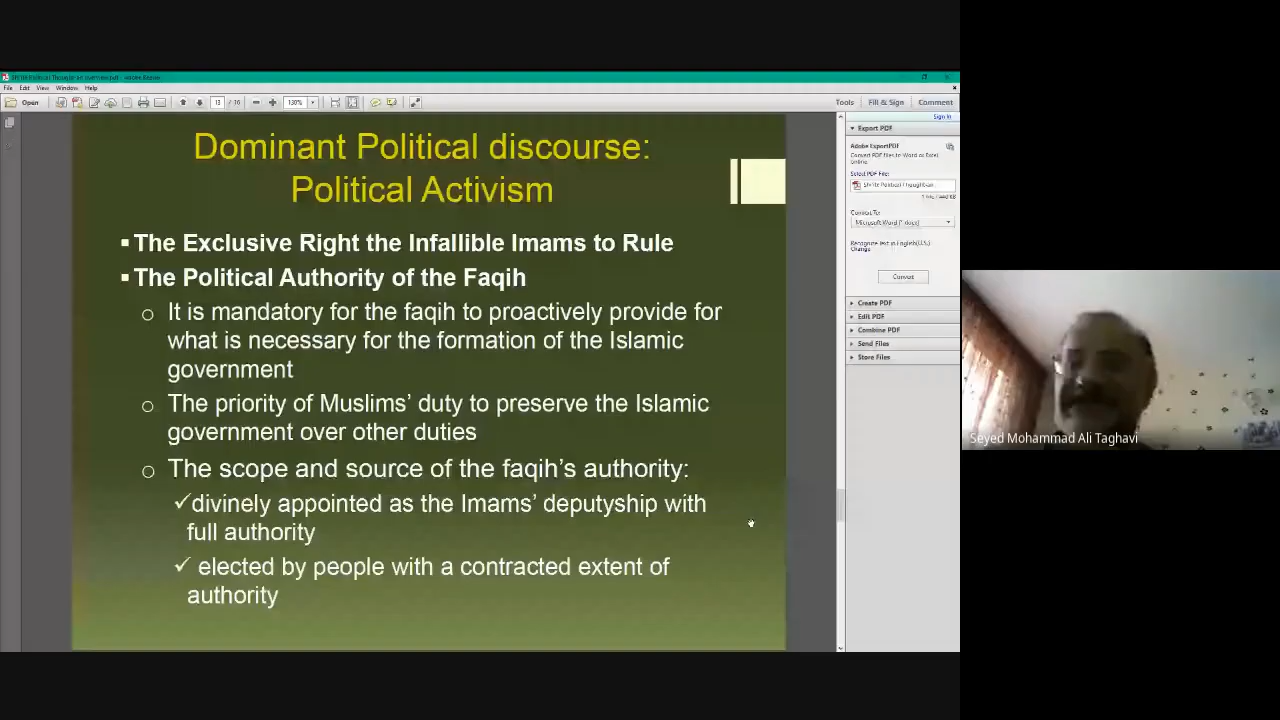 File Edit View Window Help
Open
13 / 16
130%
Tools Fill & Sign Comment
Sign In
Dominant Political discourse:
Political Activism
▪ The Exclusive Right the Infallible Imams to Rule
▪ The Political Authority of the Faqih
o It is mandatory for the faqih to proactively provide for
what is necessary for the formation of the Islamic
government
o The priority of Muslims’ duty to preserve the Islamic
government over other duties
o The scope and source of the faqih’s authority:
✓divinely appointed as the Imams’ deputyship with
full authority
✓ elected by people with a contracted extent of
authority
Export PDF
Adobe ExportPDF
Convert PDF files to Word or Excel
online.
Select PDF File:
Convert To:
Microsoft Word (*.docx)
Recognize Text in English(U.S.)
Change
Convert
Create PDF
Edit PDF
Combine PDF
Send Files
Store Files
Seyed Mohammad Ali Taghavi